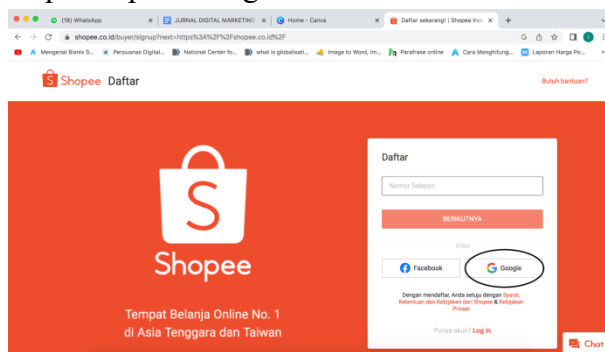 (18) WhatsApp
JURNAL DIGITAL MARKETING
Home - Canva
Daftar sekarang! | Shopee Indo
shopee.co.id/buyer/signup?next=https%3A%2F%2Fshopee.co.id%2F
Mengenal Bisnis S...
Perpusnas Digital...
National Center fo...
what is globalisati...
Image to Word, Im...
Parafrase online
Cara Menghitung...
Laporan Harga Po...
Shopee Daftar
Butuh bantuan?
Daftar
Nomor Telepon
BERIKUTNYA
ATAU
Facebook
Google
Dengan mendaftar, Anda setuju dengan Syarat,
Ketentuan dan Kebijakan dari Shopee & Kebijakan
Privasi
Punya akun? Log in
Shopee
Tempat Belanja Online No. 1
di Asia Tenggara dan Taiwan
Chat